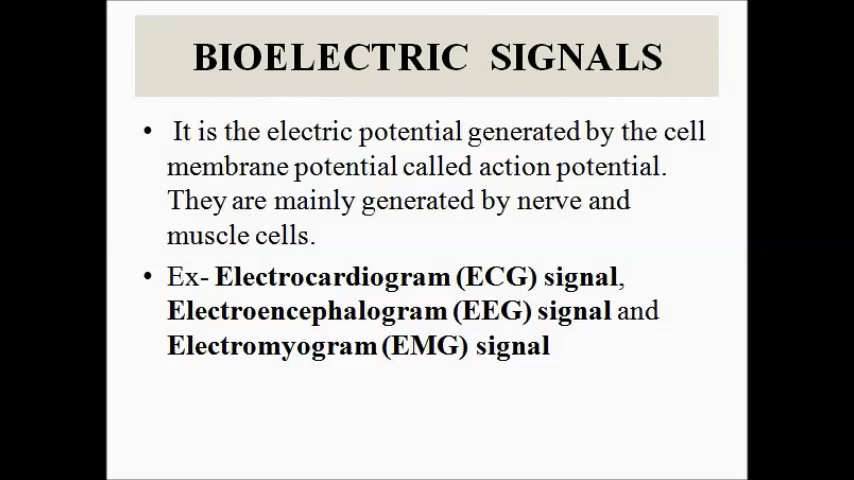 BIOELECTRIC SIGNALS
• It is the electric potential generated by the cell
membrane potential called action potential.
They are mainly generated by nerve and
muscle cells.
• Ex- Electrocardiogram (ECG) signal,
Electroencephalogram (EEG) signal and
Electromyogram (EMG) signal